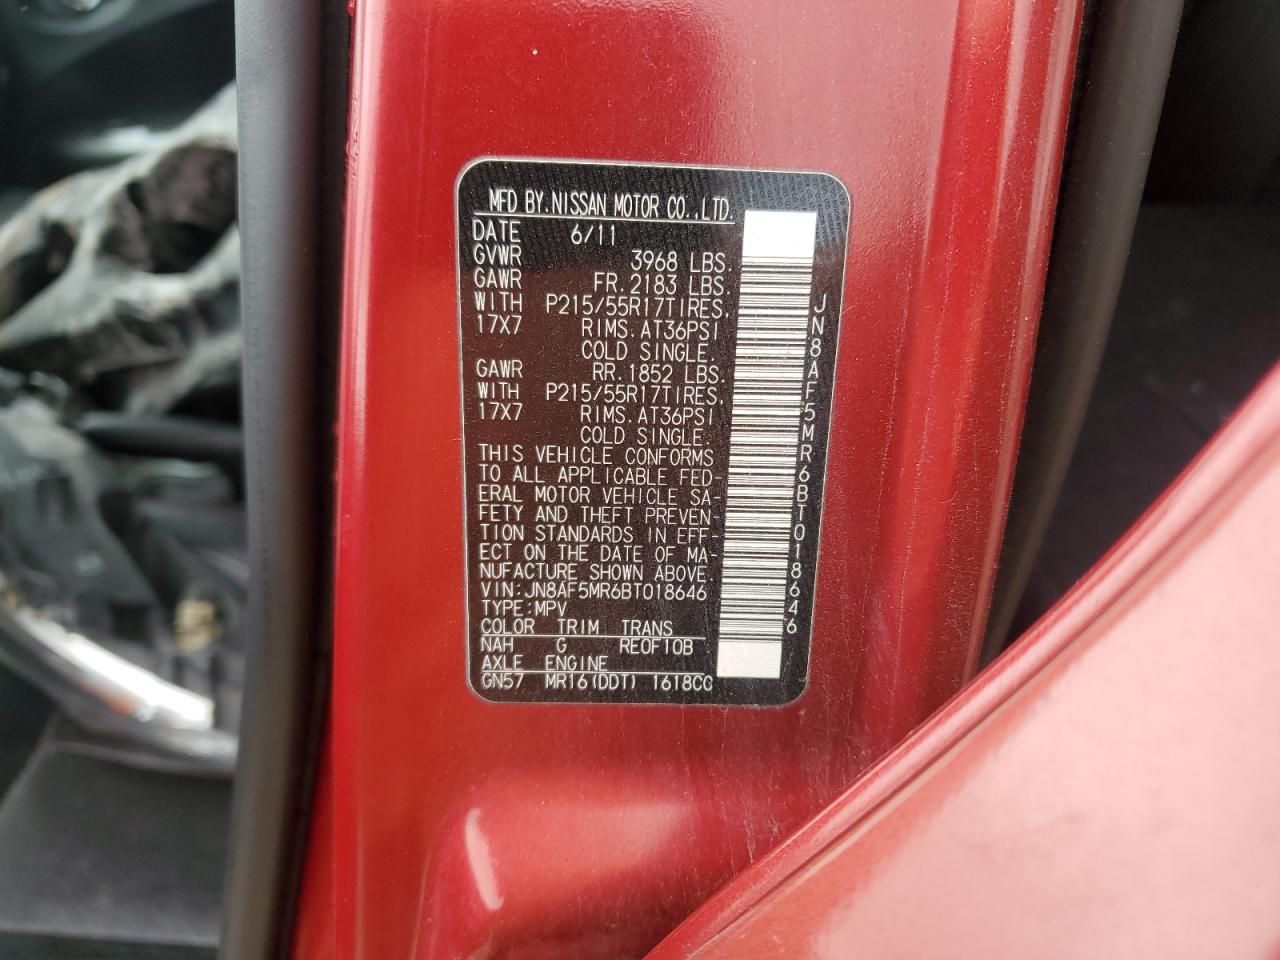 MFD BY.NISSAN MOTOR CO.,LTD.
DATE 6/11
GVWR 3968 LBS.
GAWR FR.2183 LBS.
WITH P215/55R17TIRES.
17X7 RIMS.AT36PSI
COLD SINGLE.
GAWR RR.1852 LBS.
WITH P215/55R17TIRES.
17X7 RIMS.AT36PSI
COLD SINGLE.
THIS VEHICLE CONFORMS
TO ALL APPLICABLE FED-
ERAL MOTOR VEHICLE SA-
FETY AND THEFT PREVEN-
TION STANDARDS IN EFF-
ECT ON THE DATE OF MA-
NUFACTURE SHOWN ABOVE.
VIN:JN8AF5MR6BT018646
TYPE:MPV
COLOR TRIM TRANS
NAH G RE0F10B
AXLE ENGINE
GN57 MR16(DDT) 1618CC
JN8AF5MR6BT018646